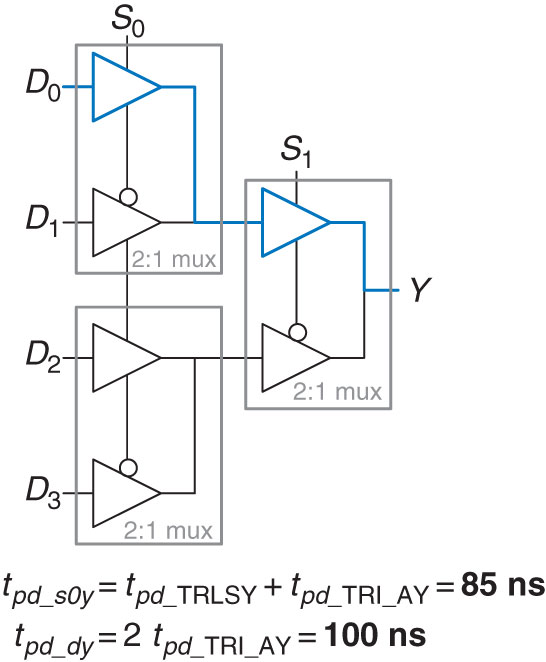 S0
D0
D1
2:1 mux
S1
Y
D2
2:1 mux
D3
2:1 mux
tpd_s0y = tpd_TRLSY + tpd_TRI_AY = 85 ns
tpd_dy = 2 tpd_TRI_AY = 100 ns